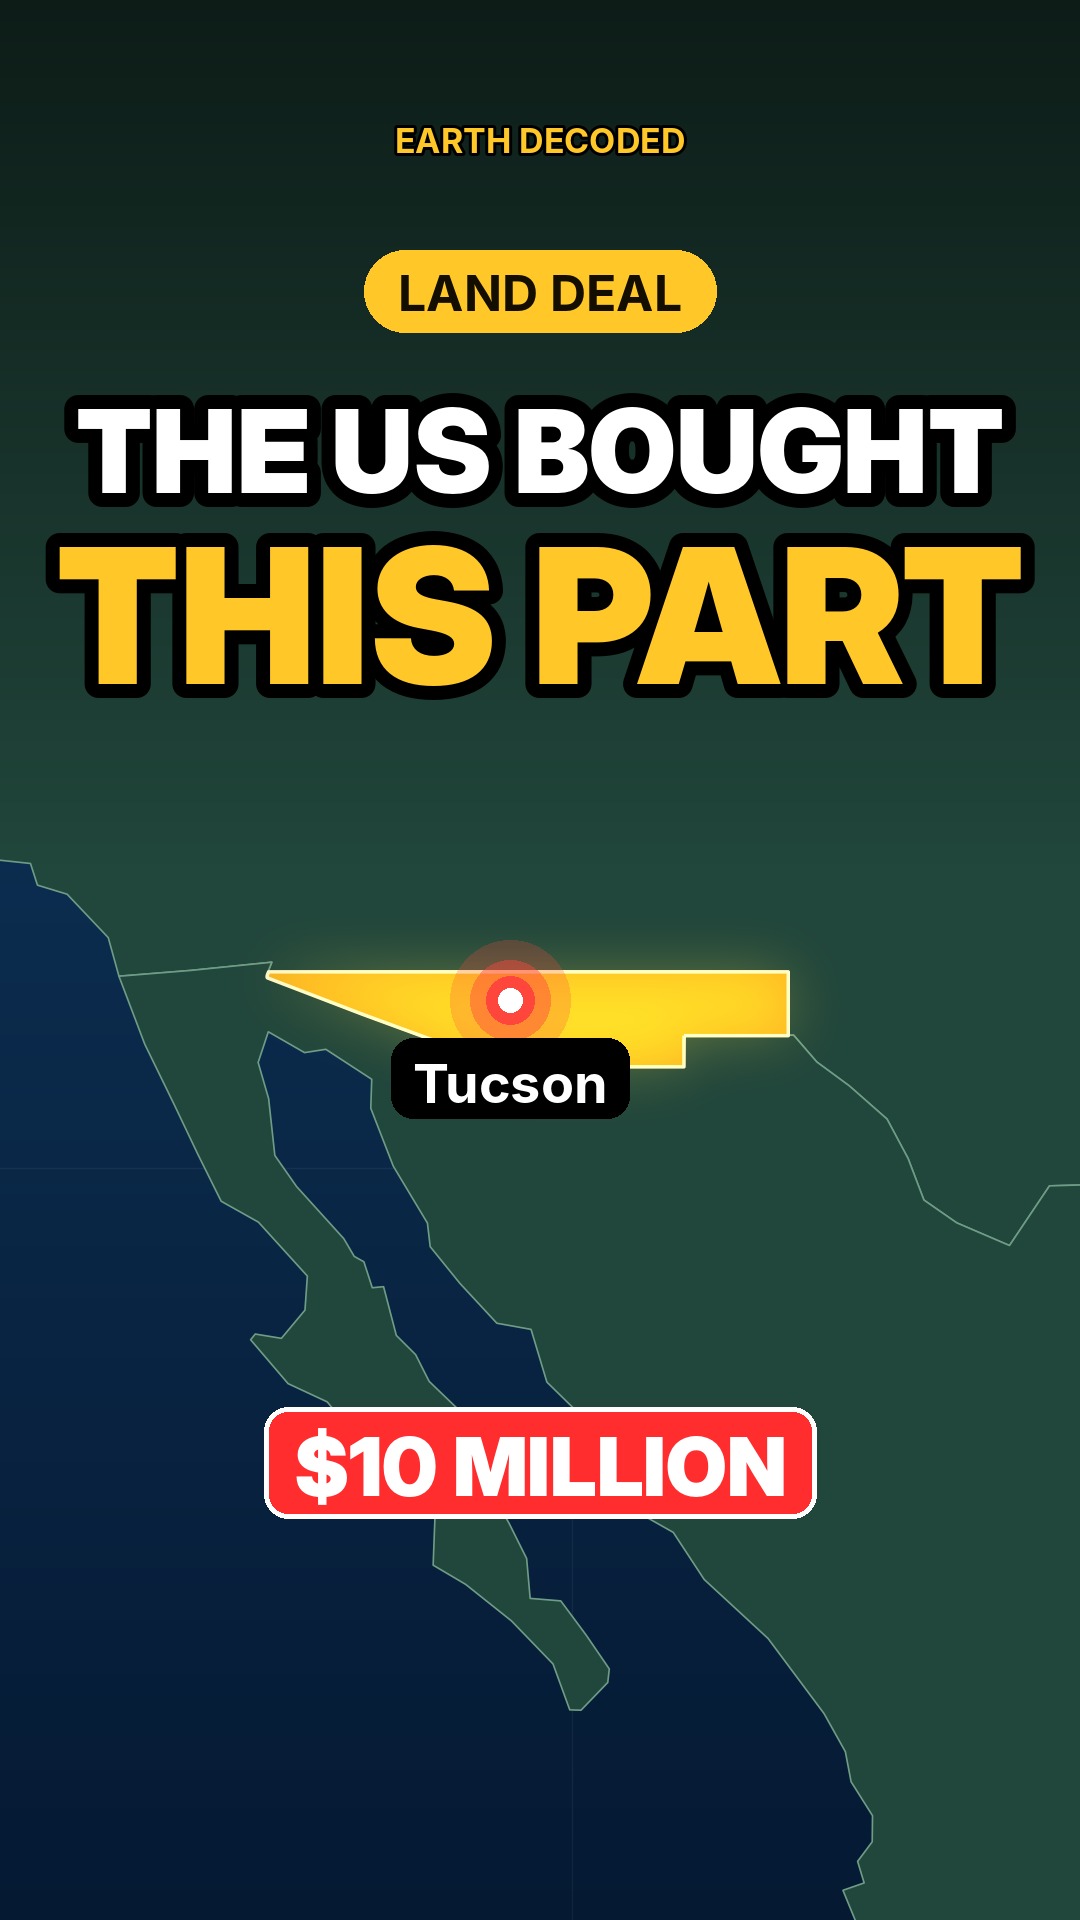 EARTH DECODED
LAND DEAL
THE US BOUGHT
THIS PART
Tucson
$10 MILLION